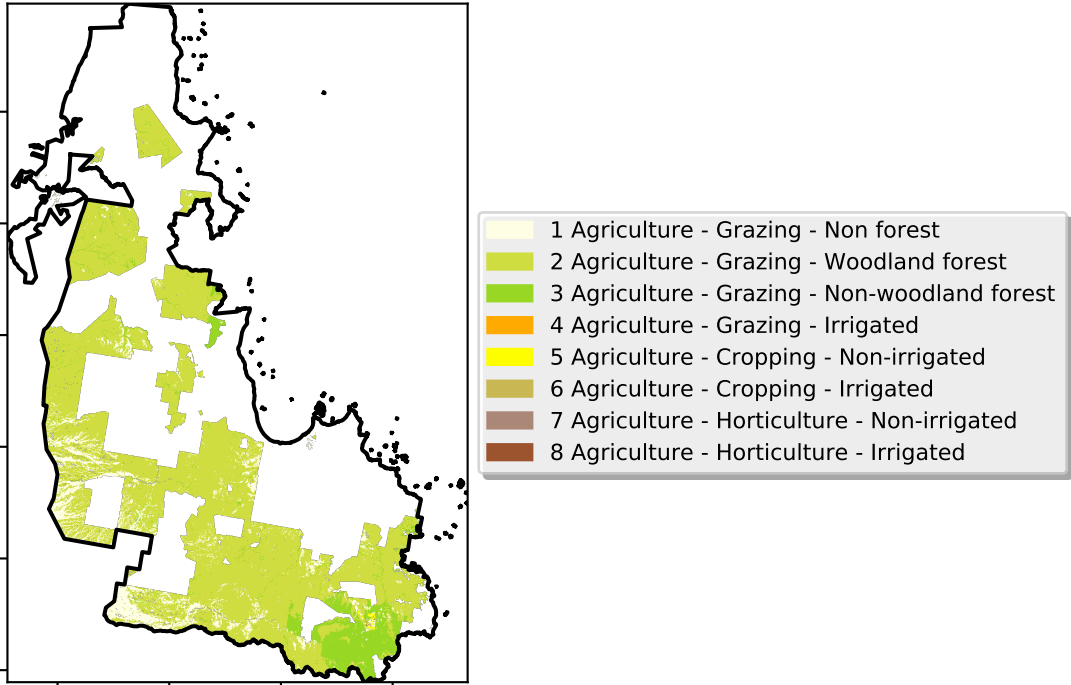 1 Agriculture - Grazing - Non forest
2 Agriculture - Grazing - Woodland forest
3 Agriculture - Grazing - Non-woodland forest
4 Agriculture - Grazing - Irrigated
5 Agriculture - Cropping - Non-irrigated
6 Agriculture - Cropping - Irrigated
7 Agriculture - Horticulture - Non-irrigated
8 Agriculture - Horticulture - Irrigated